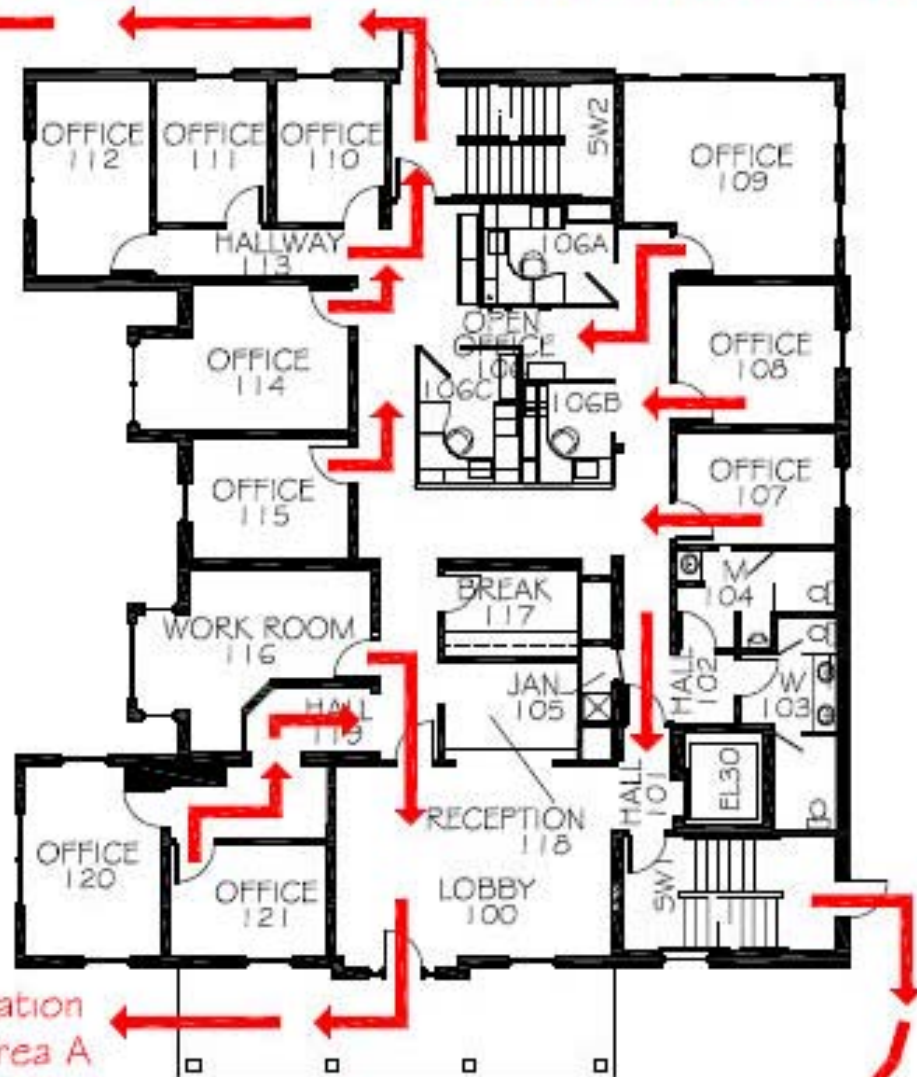 OFFICE
112
OFFICE
111
OFFICE
110
SW2
OFFICE
109
HALLWAY
113
106A
OPEN
OFFICE
106
OFFICE
114
OFFICE
108
106C
106B
OFFICE
115
OFFICE
107
M
104
BREAK
117
WORK ROOM
116
HALL
102
W
103
JAN
105
HALL
119
EL30
HALL
101
RECEPTION
118
OFFICE
120
OFFICE
121
LOBBY
100
SW1
ation
rea A